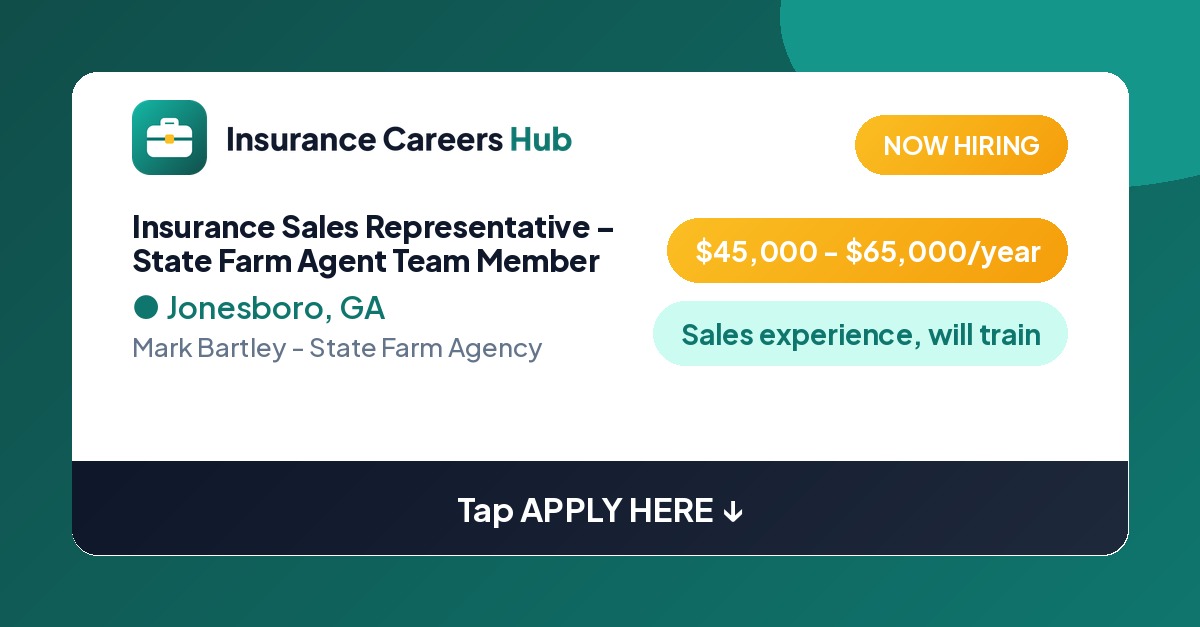 Insurance Careers Hub
NOW HIRING
Insurance Sales Representative –
State Farm Agent Team Member
Jonesboro, GA
Mark Bartley - State Farm Agency
$45,000 - $65,000/year
Sales experience, will train
Tap APPLY HERE ↓